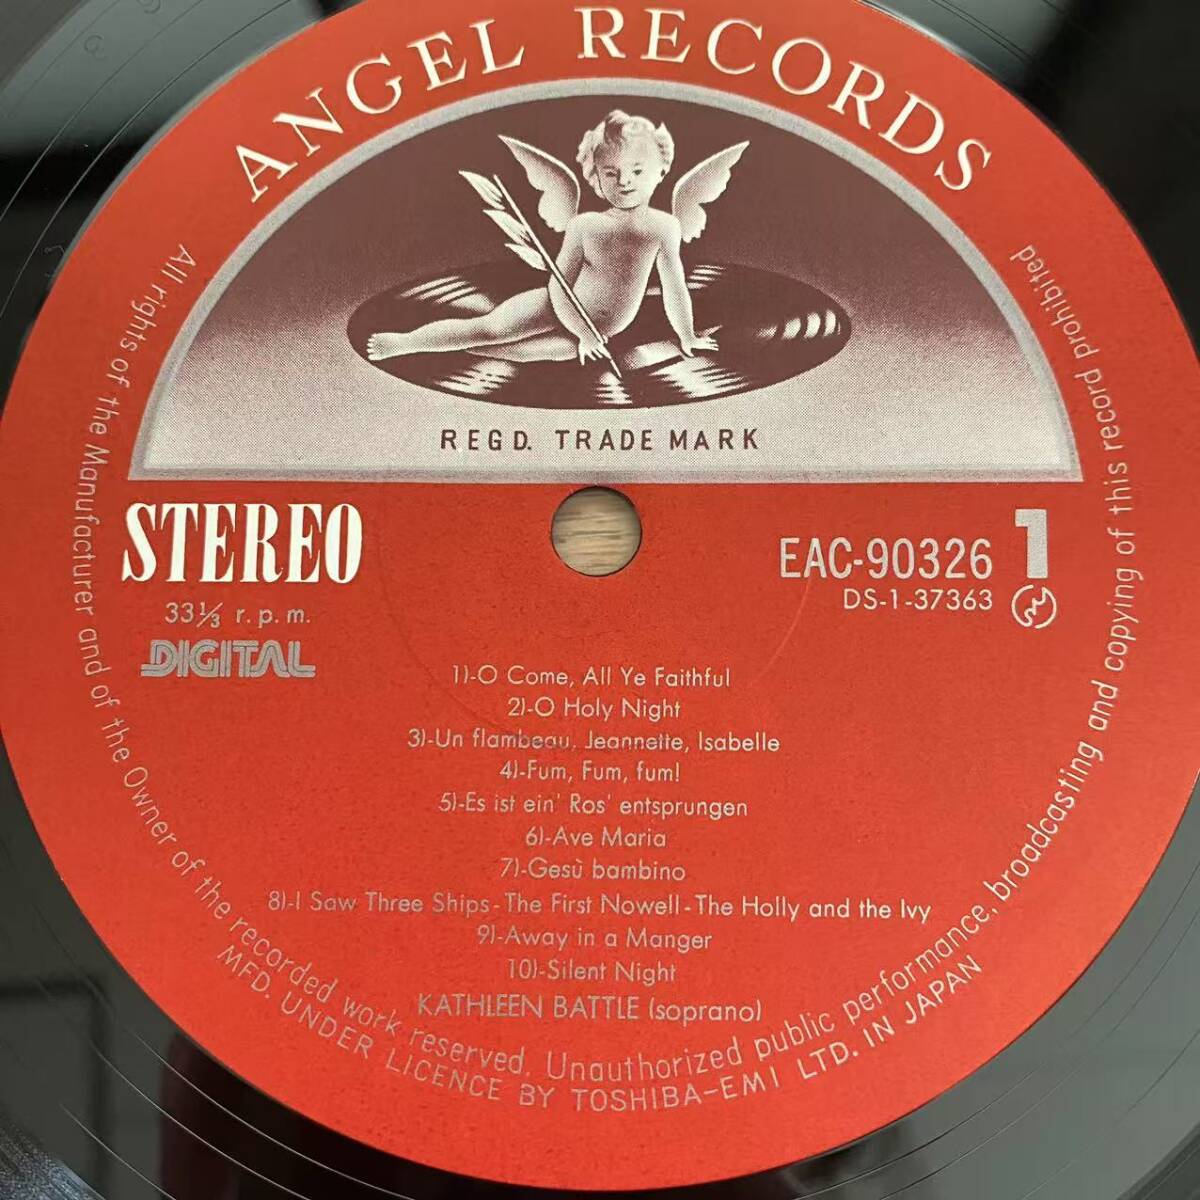 ANGEL RECORDS
REGD. TRADE MARK
STEREO
33⅓ r.p.m.
DIGITAL
EAC-90326
1
DS-1-37363
1)-O Come, All Ye Faithful
2)-O Holy Night
3)-Un flambeau, Jeannette, Isabelle
4)-Fum, Fum, fum!
5)-Es ist ein' Ros' entsprungen
6)-Ave Maria
7)-Gesù bambino
8)-I Saw Three Ships-The First Nowell-The Holly and the Ivy
9)-Away in a Manger
10)-Silent Night
KATHLEEN BATTLE (soprano)
All rights of the Manufacturer and of the Owner of the recorded work reserved. Unauthorized public performance, broadcasting and copying of this record prohibited
MFD. UNDER LICENCE BY TOSHIBA-EMI LTD. IN JAPAN